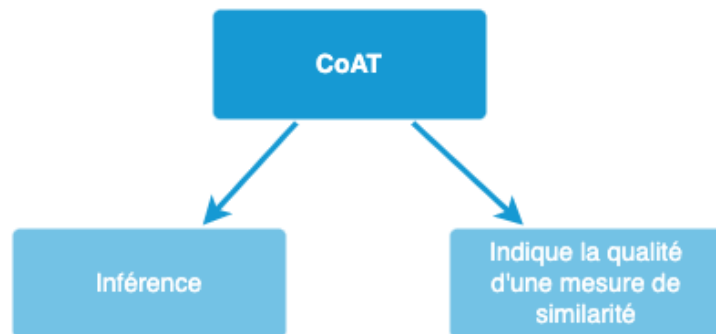 CoAT
Inférence
Indique la qualité
d'une mesure de
similarité